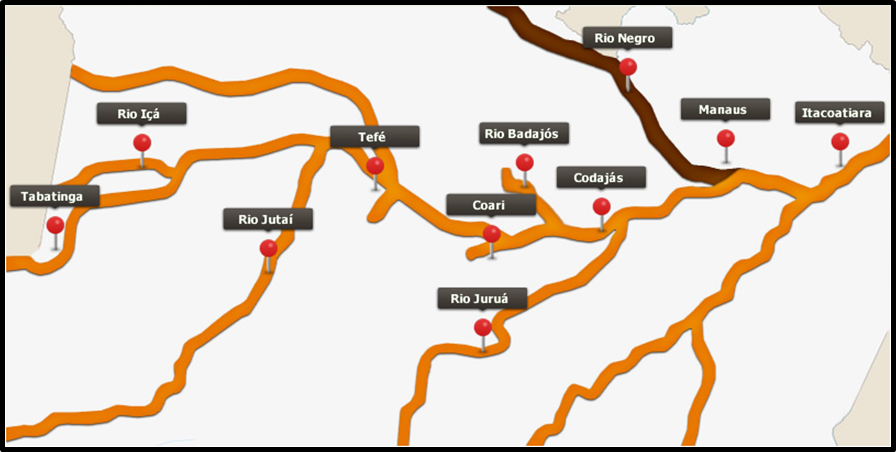 Rio Negro
Manaus
Itacoatiara
Rio Içá
Tefé
Rio Badajós
Codajás
Tabatinga
Rio Jutaí
Coari
Rio Juruá